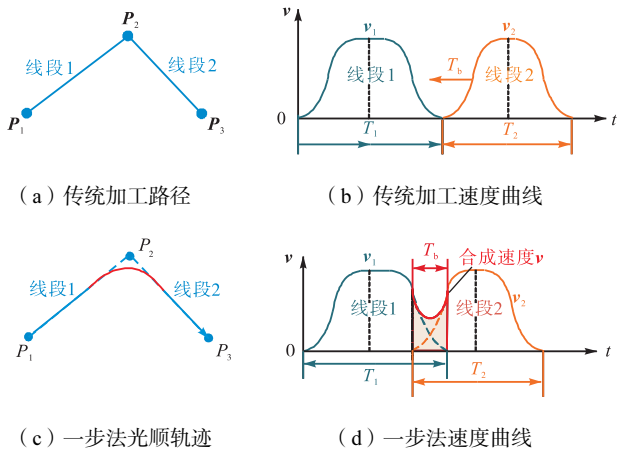 P2
线段1
线段2
P1
P3
（a）传统加工路径
v
v1
v2
线段1
Tb
线段2
0
t
T1
T2
（b）传统加工速度曲线
P2
线段1
线段2
P1
P3
（c）一步法光顺轨迹
v
v1
Tb
合成速度v
线段1
线段2
v2
0
t
T1
T2
（d）一步法速度曲线